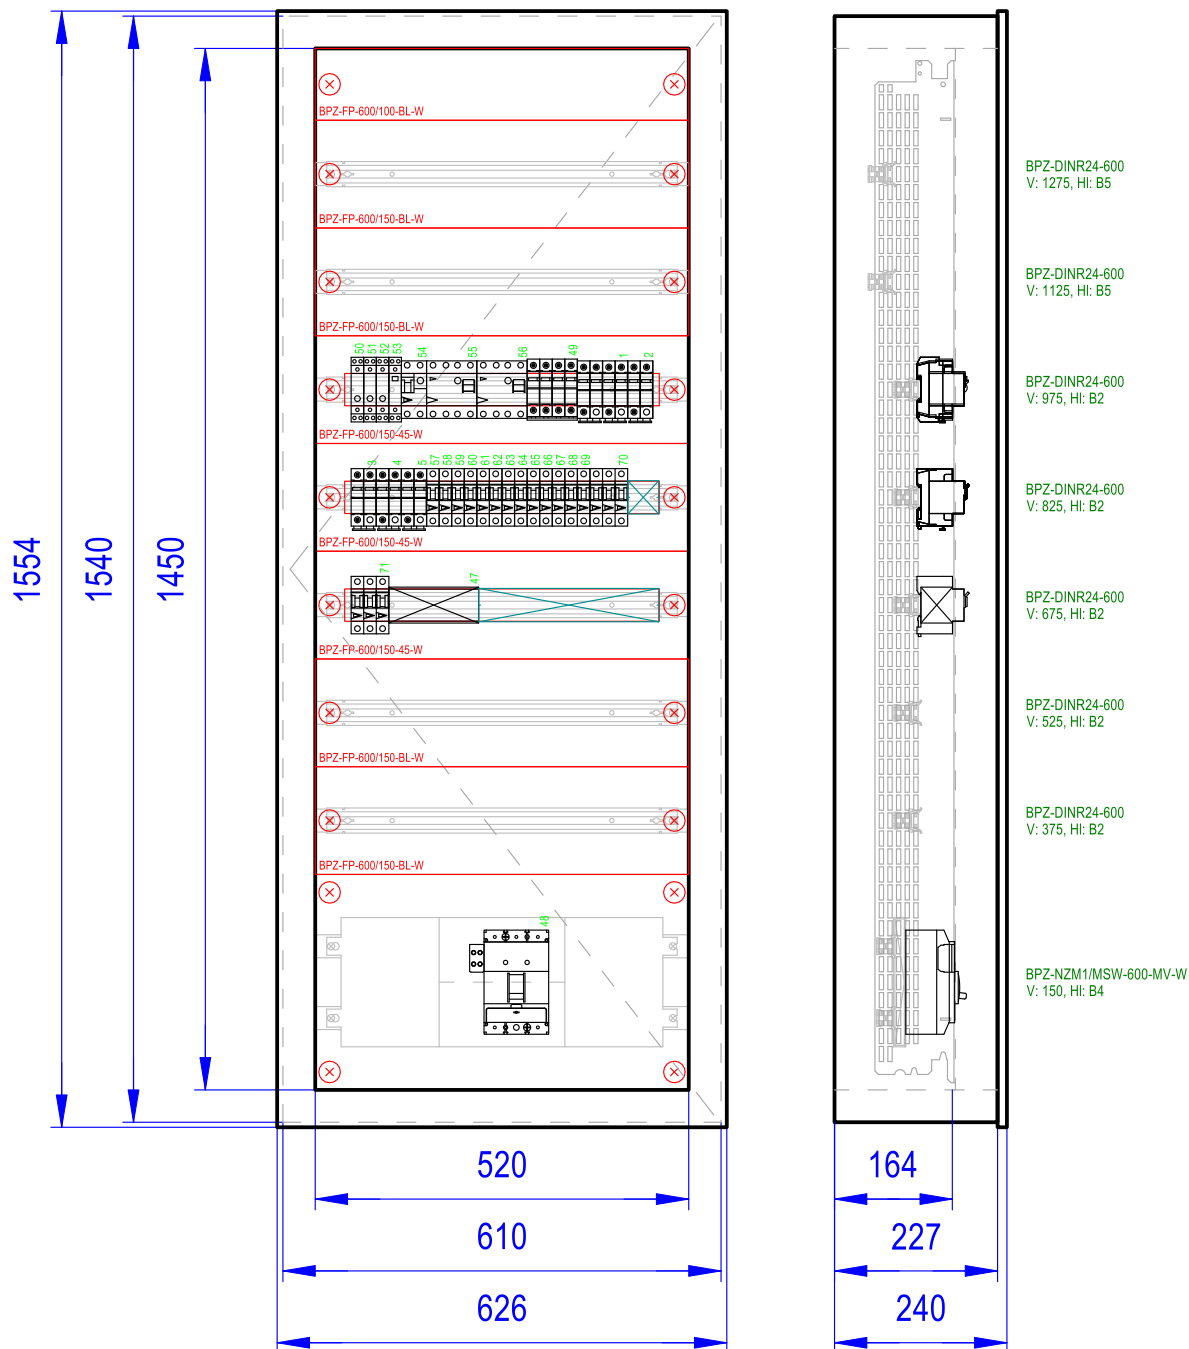 BPZ-FP-600/100-BL-W
BPZ-DINR24-600
V: 1275, HI: B5
BPZ-FP-600/150-BL-W
BPZ-DINR24-600
V: 1125, HI: B5
BPZ-FP-600/150-BL-W
50 51 52 53 54 55 56 49 1 2
BPZ-DINR24-600
V: 975, HI: B2
BPZ-FP-600/150-45-W
3 4 5 57 58 59 60 61 62 63 64 65 66 67 68 69 70
BPZ-DINR24-600
V: 825, HI: B2
BPZ-FP-600/150-45-W
1554
1540
1450
71 47
BPZ-DINR24-600
V: 675, HI: B2
BPZ-FP-600/150-45-W
BPZ-DINR24-600
V: 525, HI: B2
BPZ-FP-600/150-BL-W
BPZ-DINR24-600
V: 375, HI: B2
BPZ-FP-600/150-BL-W
48
BPZ-NZM1/MSW-600-MV-W
V: 150, HI: B4
520
164
610
227
626
240